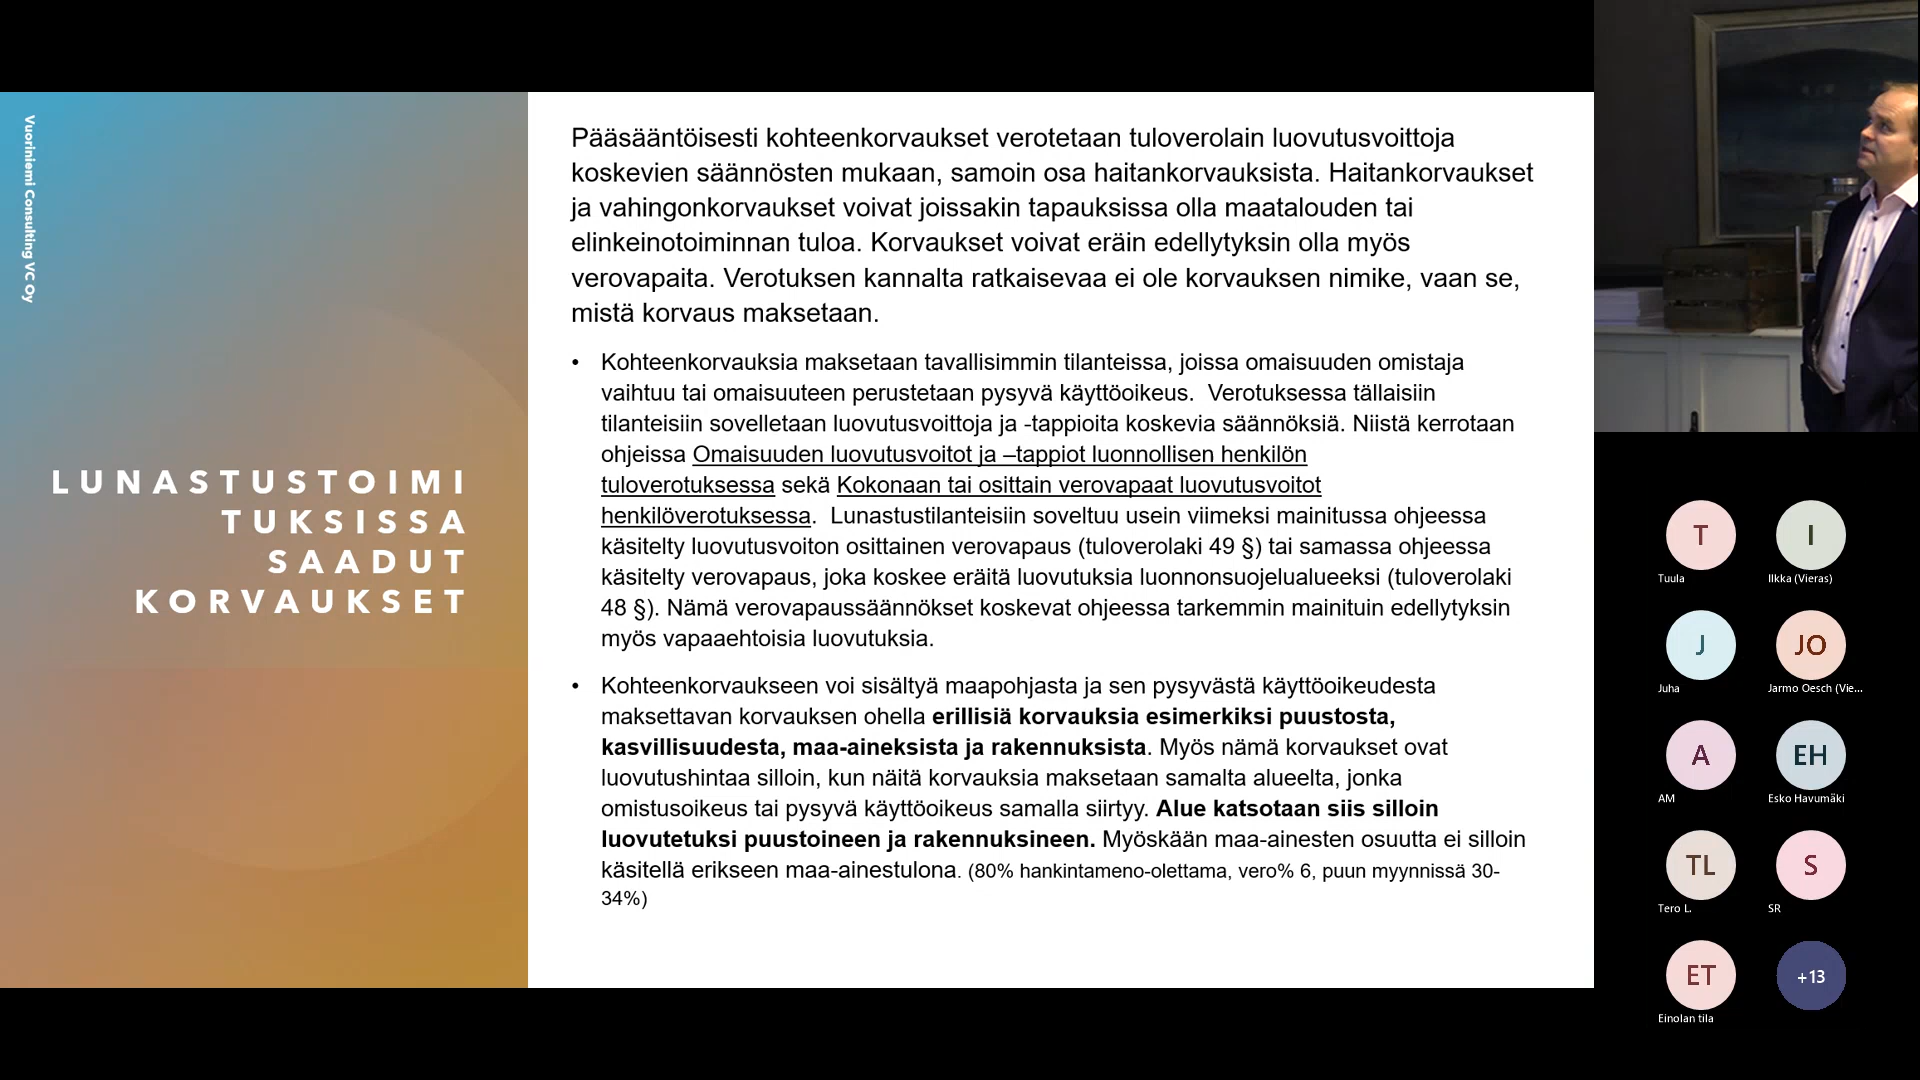 Vuoriniemi Consulting VC Oy
LUNASTUSTOIMI
TUKSISSA
SAADUT
KORVAUKSET
Pääsääntöisesti kohteenkorvaukset verotetaan tuloverolain luovutusvoittoja
koskevien säännösten mukaan, samoin osa haitankorvauksista. Haitankorvaukset
ja vahingonkorvaukset voivat joissakin tapauksissa olla maatalouden tai
elinkeinotoiminnan tuloa. Korvaukset voivat eräin edellytyksin olla myös
verovapaita. Verotuksen kannalta ratkaisevaa ei ole korvauksen nimike, vaan se,
mistä korvaus maksetaan.
• Kohteenkorvauksia maksetaan tavallisimmin tilanteissa, joissa omaisuuden omistaja
vaihtuu tai omaisuuteen perustetaan pysyvä käyttöoikeus.  Verotuksessa tällaisiin
tilanteisiin sovelletaan luovutusvoittoja ja -tappioita koskevia säännöksiä. Niistä kerrotaan
ohjeissa Omaisuuden luovutusvoitot ja –tappiot luonnollisen henkilön
tuloverotuksessa sekä Kokonaan tai osittain verovapaat luovutusvoitot
henkilöverotuksessa.  Lunastustilanteisiin soveltuu usein viimeksi mainitussa ohjeessa
käsitelty luovutusvoiton osittainen verovapaus (tuloverolaki 49 §) tai samassa ohjeessa
käsitelty verovapaus, joka koskee eräitä luovutuksia luonnonsuojelualueeksi (tuloverolaki
48 §). Nämä verovapaussäännökset koskevat ohjeessa tarkemmin mainituin edellytyksin
myös vapaaehtoisia luovutuksia.
• Kohteenkorvaukseen voi sisältyä maapohjasta ja sen pysyvästä käyttöoikeudesta
maksettavan korvauksen ohella erillisiä korvauksia esimerkiksi puustosta,
kasvillisuudesta, maa-aineksista ja rakennuksista. Myös nämä korvaukset ovat
luovutushintaa silloin, kun näitä korvauksia maksetaan samalta alueelta, jonka
omistusoikeus tai pysyvä käyttöoikeus samalla siirtyy. Alue katsotaan siis silloin
luovutetuksi puustoineen ja rakennuksineen. Myöskään maa-ainesten osuutta ei silloin
käsitellä erikseen maa-ainestulona. (80% hankintameno-olettama, vero% 6, puun myynnissä 30-
34%)
T
Tuula
I
Ilkka (Vieras)
J
Juha
JO
Jarmo Oesch (Vie...
A
AM
EH
Esko Havumäki
TL
Tero L.
S
SR
ET
Einolan tila
+13